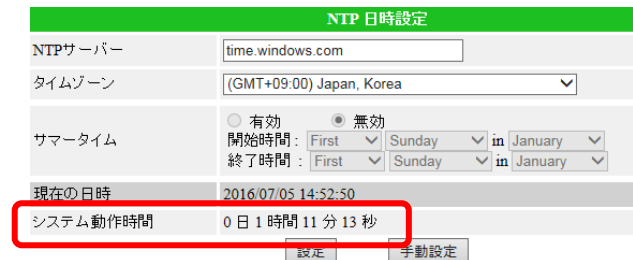 NTP 日時設定
NTPサーバー time.windows.com
タイムゾーン (GMT+09:00) Japan, Korea
サマータイム 有効 無効
開始時間 : First Sunday in January
終了時間 : First Sunday in January
現在の日時 2016/07/05 14:52:50
システム動作時間 0 日 1 時間 11 分 13 秒
設定 手動設定